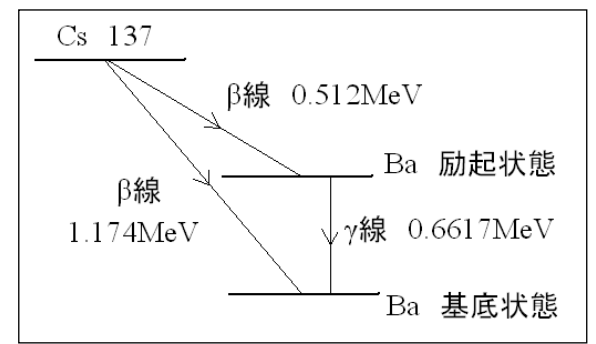 Cs 137
β線 0.512MeV
Ba 励起状態
β線
1.174MeV
γ線 0.6617MeV
Ba 基底状態